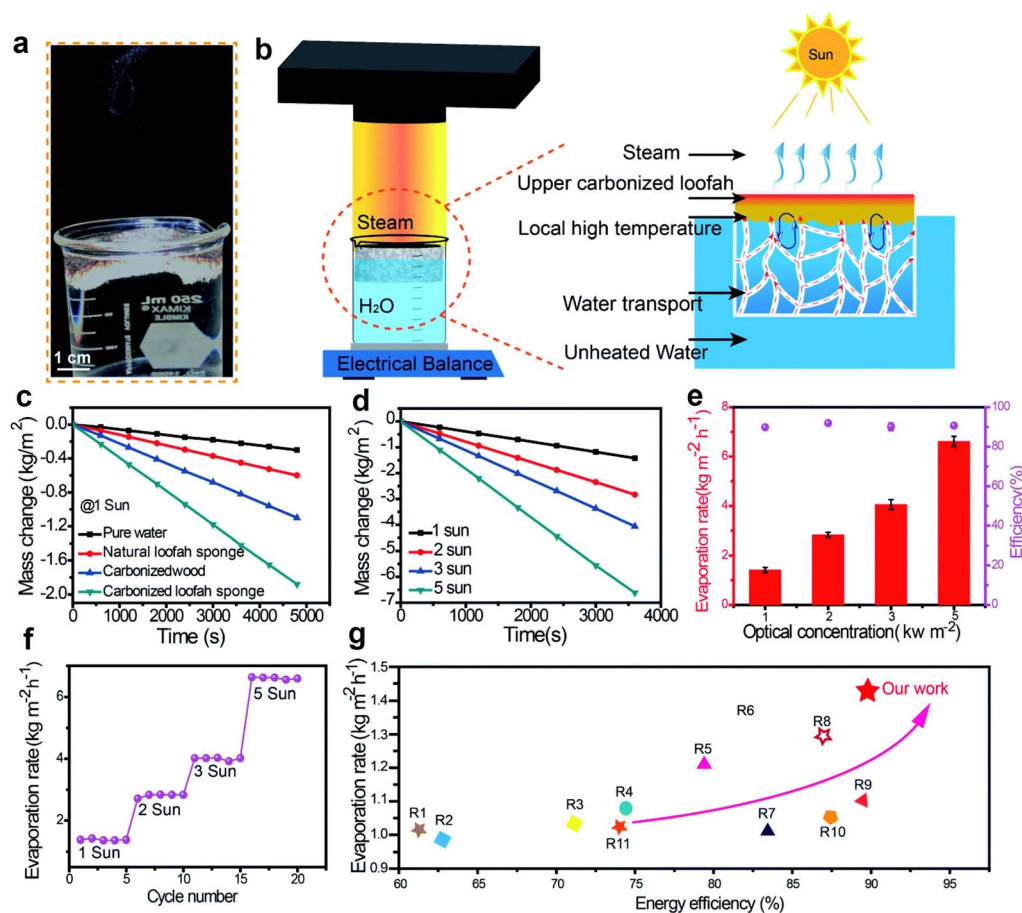 a
250 mL
KIMAX
KIMBLE
1 cm
b
Steam
H₂O
Electrical Balance
Sun
Steam
Upper carbonized loofah
Local high temperature
Water transport
Unheated Water
c
Mass change (kg/m²)
0.0
-0.4
-0.8
-1.2
-1.6
-2.0
@1 Sun
Pure water
Natural loofah sponge
Carbonizedwood
Carbonized loofah sponge
0 1000 2000 3000 4000 5000
Time (s)
d
Mass change (kg/m²)
0
-1
-2
-3
-4
-5
-6
-7
1 sun
2 sun
3 sun
5 sun
0 1000 2000 3000 4000
Time(s)
e
Evaporation rate(kg m⁻² h⁻¹)
8
6
4
2
0
100
80
60
40
20
0
Efficiency(%)
1 2 3 5
Optical concentration( kw m⁻²)
f
Evaporation rate (kg m⁻² h⁻¹)
6
4
2
0
1 Sun
2 Sun
3 Sun
5 Sun
0 5 10 15 20
Cycle number
g
Evaporation rate (kg m⁻² h⁻¹)
1.5
1.4
1.3
1.2
1.1
1.0
0.9
R1
R2
R3
R4
R11
R5
R6
R7
R8
R9
R10
Our work
60 65 70 75 80 85 90 95
Energy efficiency (%)